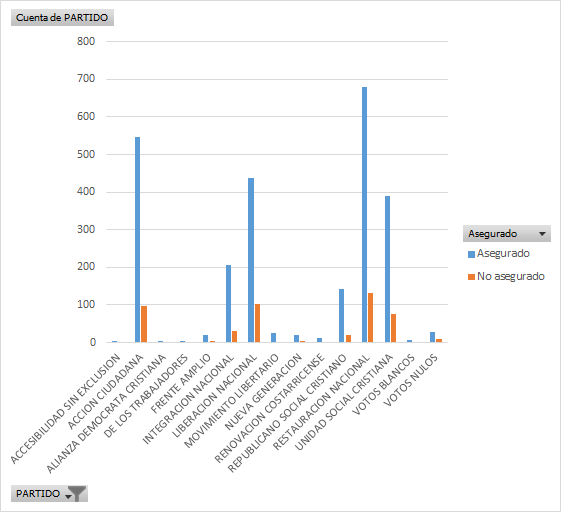 Cuenta de PARTIDO
800
700
600
500
400
300
200
100
0
ACCESIBILIDAD SIN EXCLUSION
ACCION CIUDADANA
ALIANZA DEMOCRATA CRISTIANA
DE LOS TRABAJADORES
FRENTE AMPLIO
INTEGRACION NACIONAL
LIBERACION NACIONAL
MOVIMIENTO LIBERTARIO
NUEVA GENERACION
RENOVACION COSTARRICENSE
REPUBLICANO SOCIAL CRISTIANO
RESTAURACION NACIONAL
UNIDAD SOCIAL CRISTIANA
VOTOS BLANCOS
VOTOS NULOS
Asegurado
Asegurado
No asegurado
PARTIDO